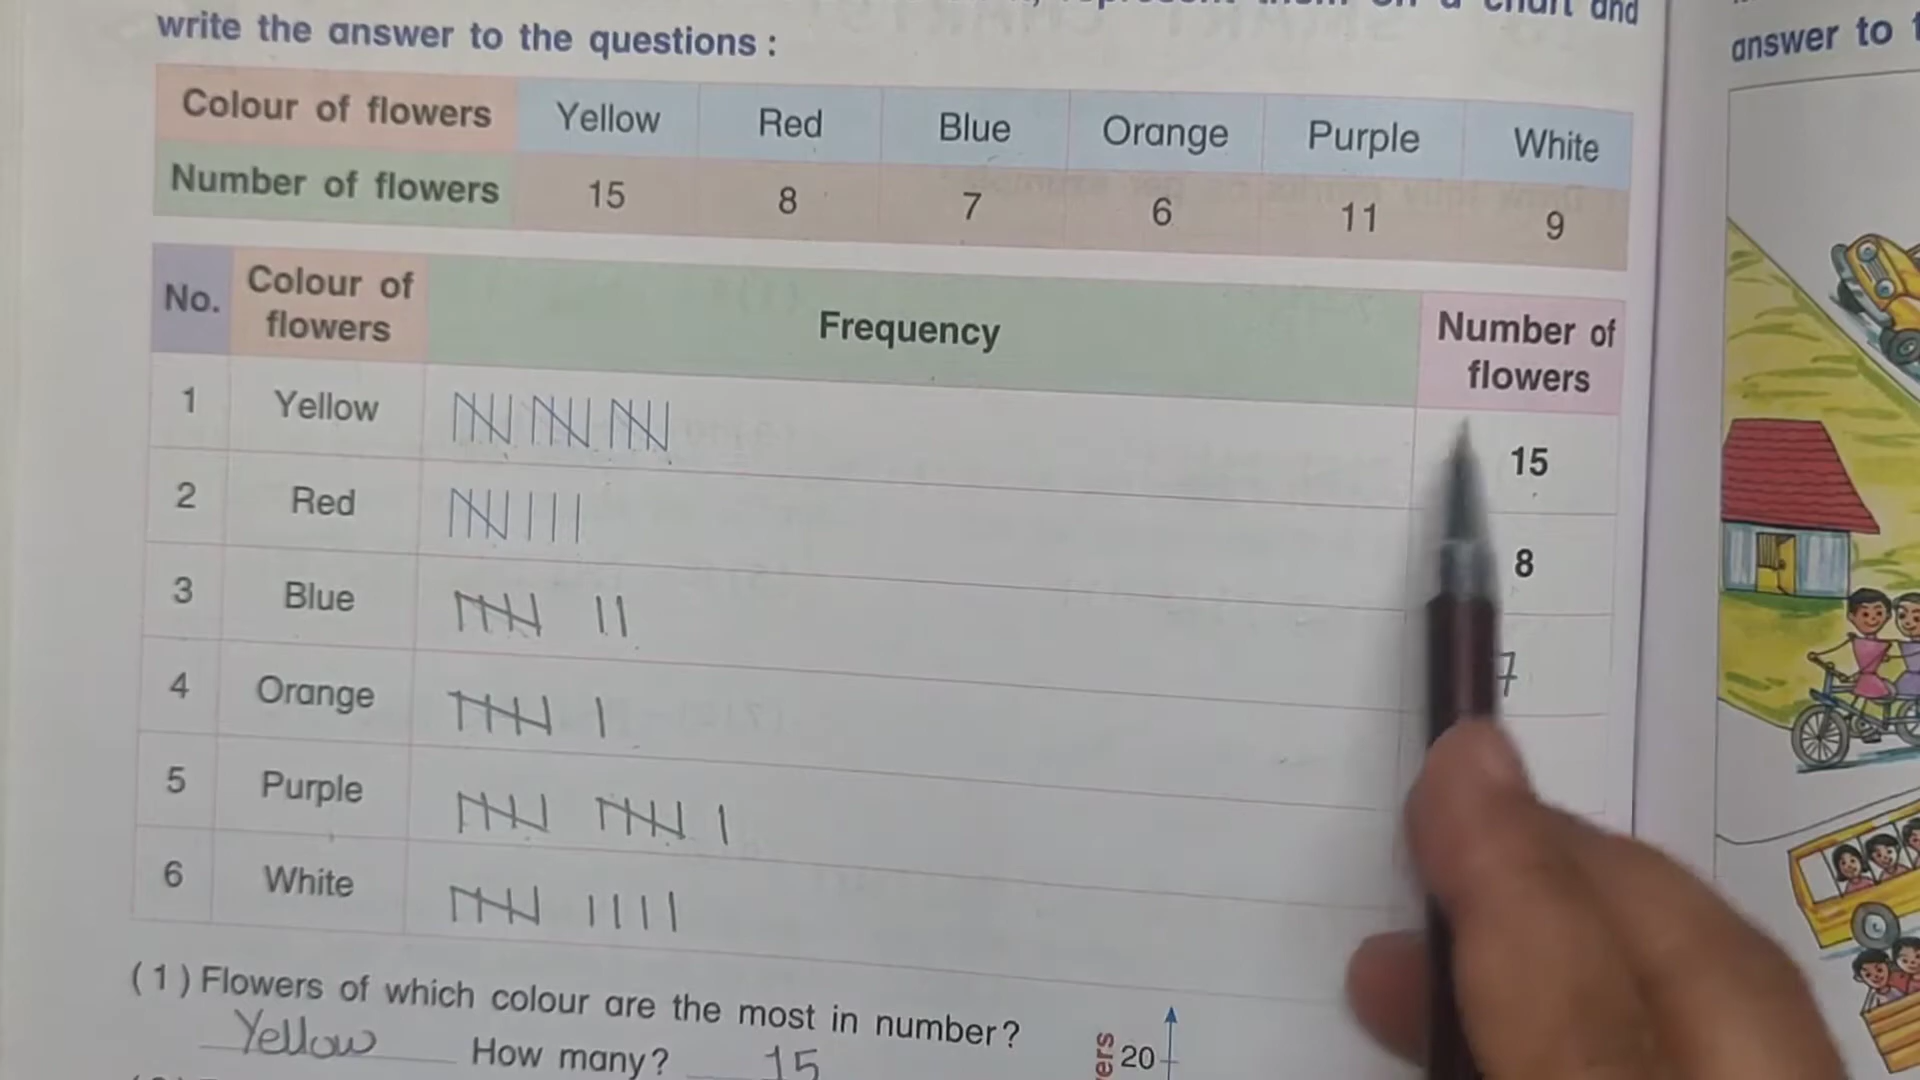 chart and
write the answer to the questions :
Colour of flowers Yellow Red Blue Orange Purple White
Number of flowers 15 8 7 6 11 9
No. Colour of flowers Frequency Number of flowers
1 Yellow 15
2 Red 8
3 Blue 7
4 Orange
5 Purple
6 White
( 1 ) Flowers of which colour are the most in number?
Yellow How many? 15
20
answer to